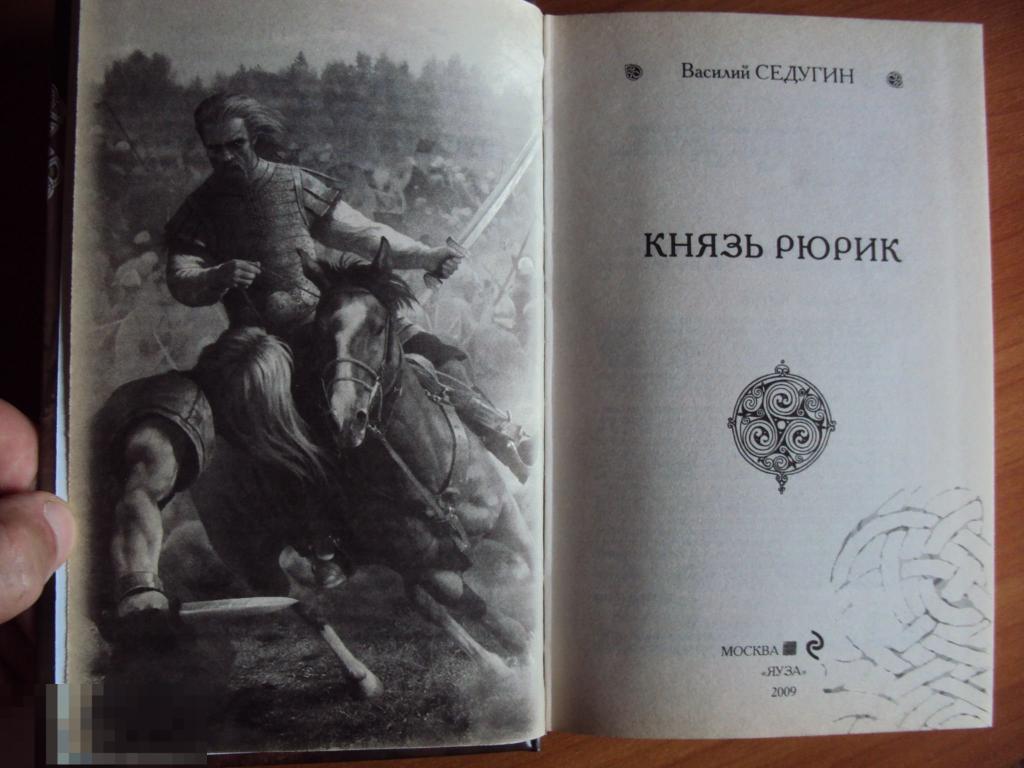 Василий СЕДУГИН
КНЯЗЬ РЮРИК
МОСКВА
«ЯУЗА»
2009